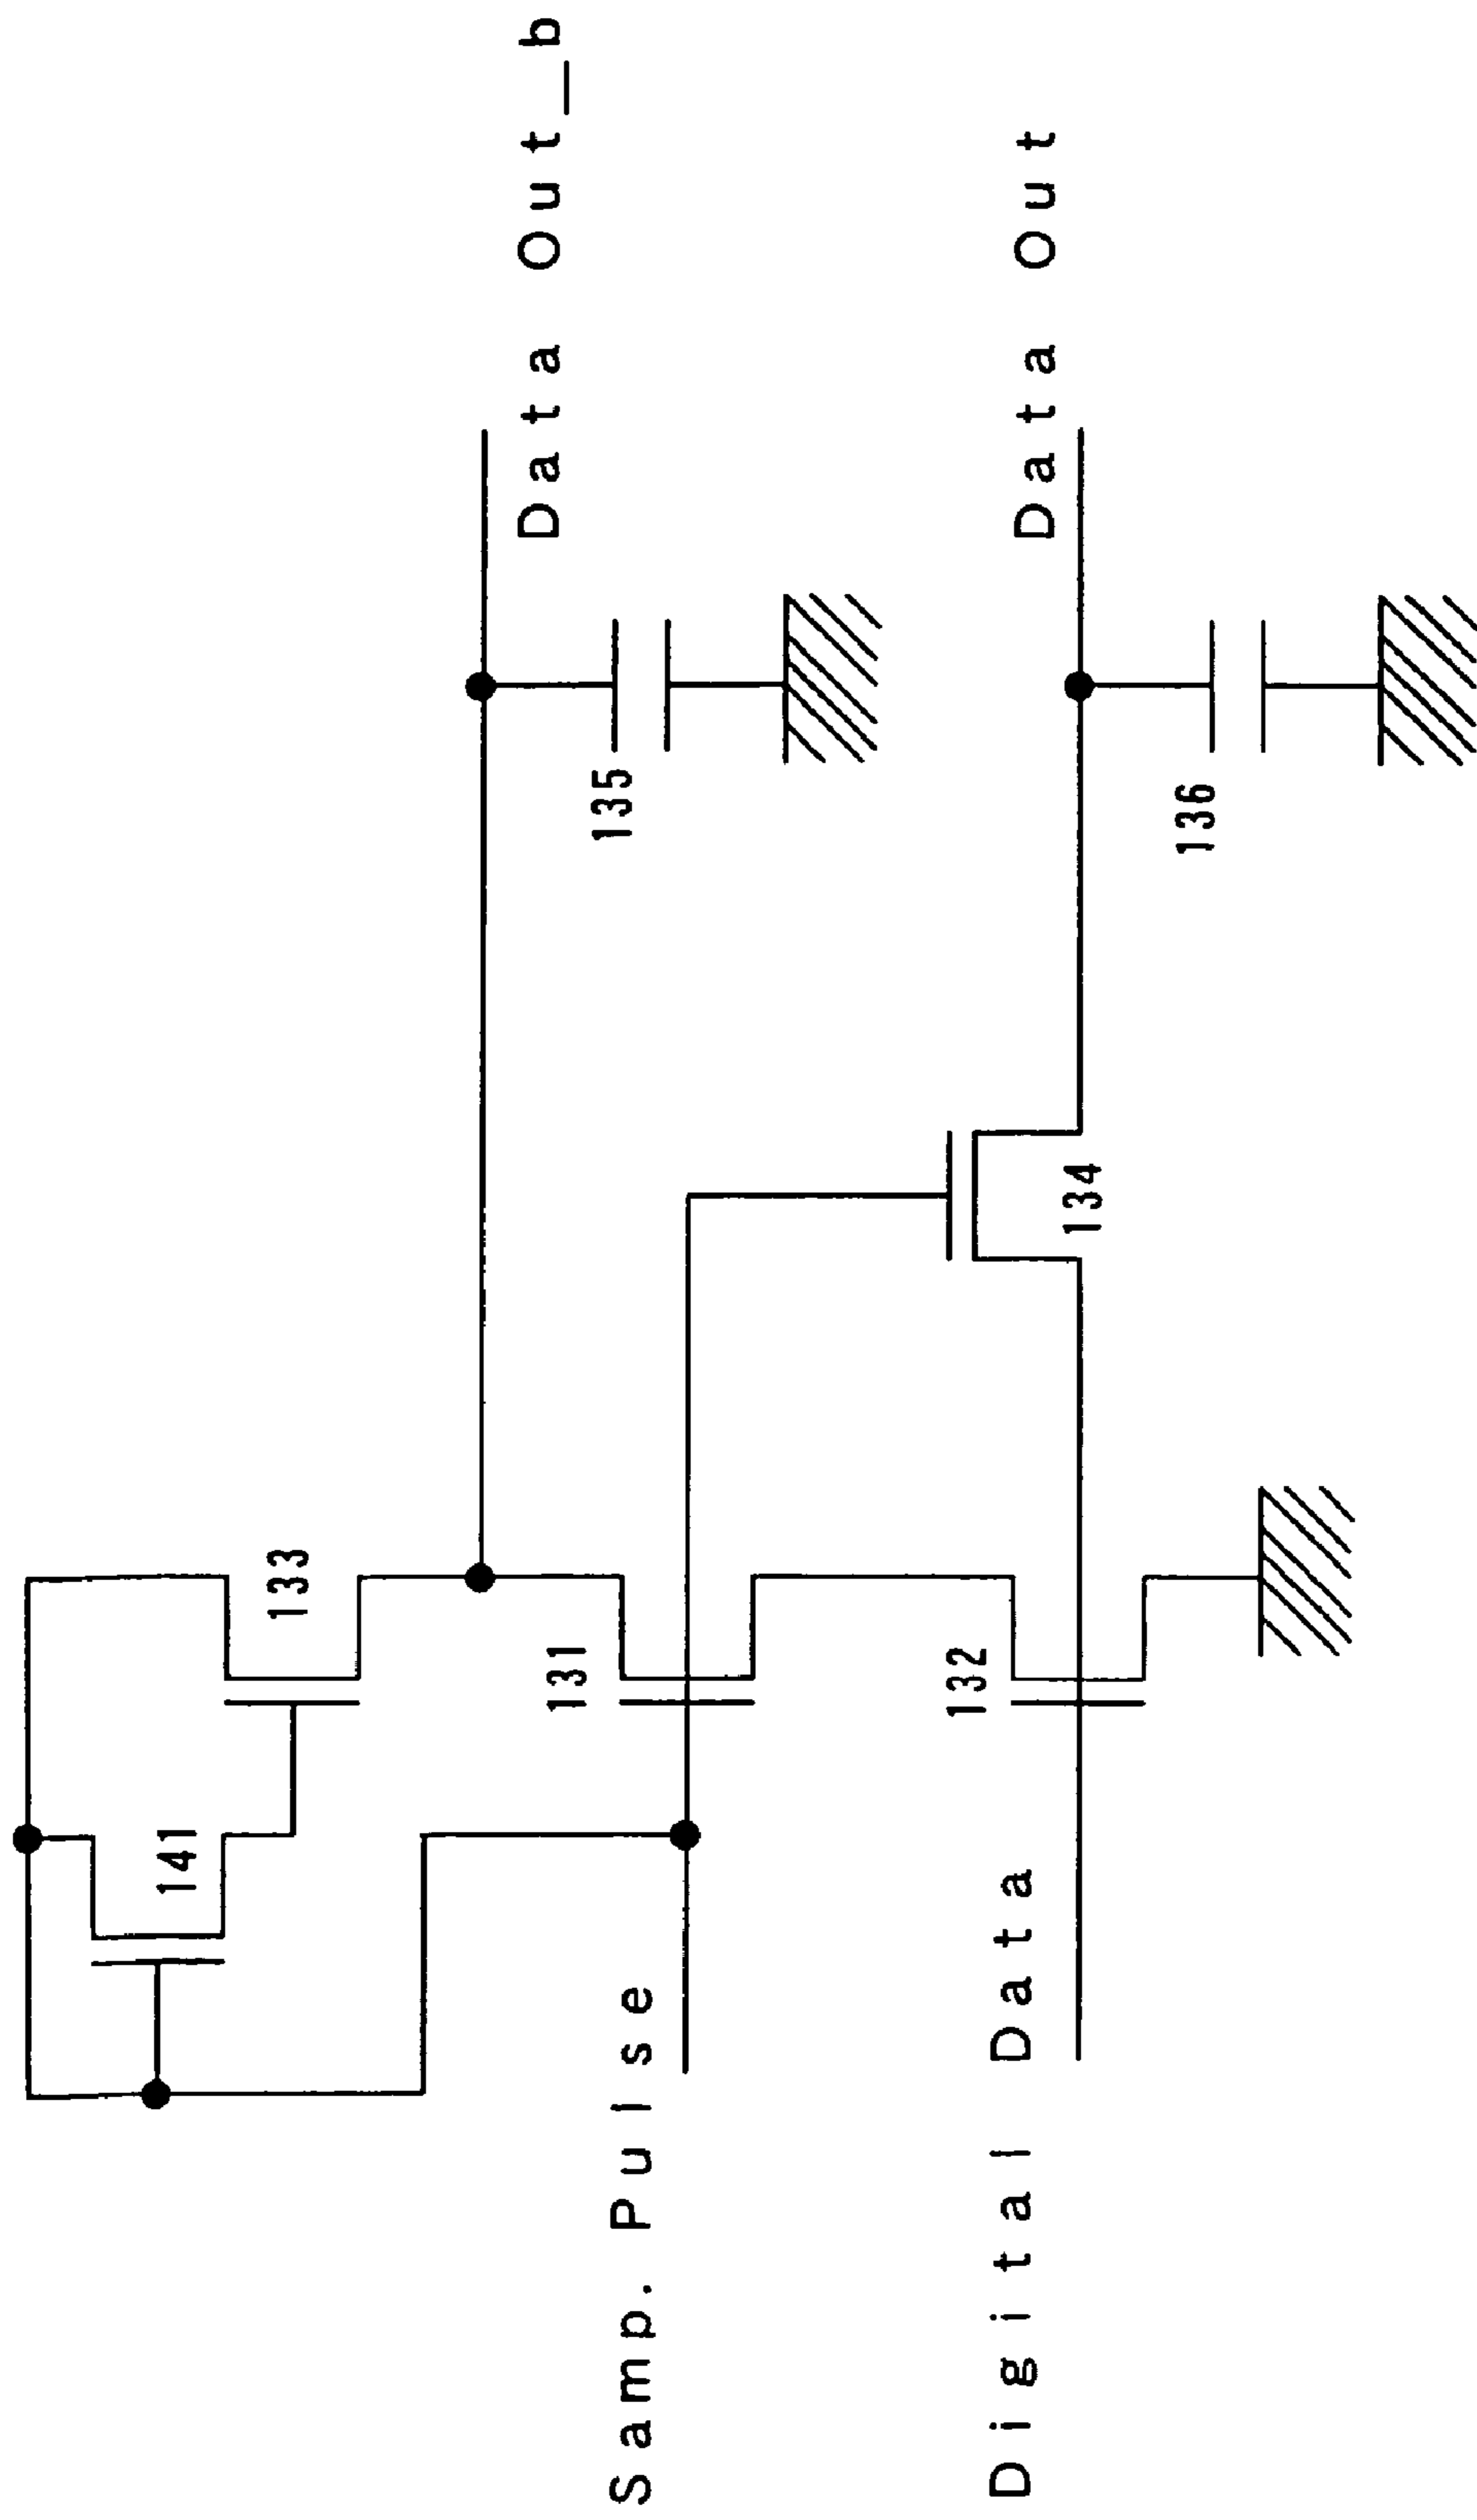 141
133
Data Out_b
131
135
Samp. Pulse
132
134
Data Out
Digital Data
136